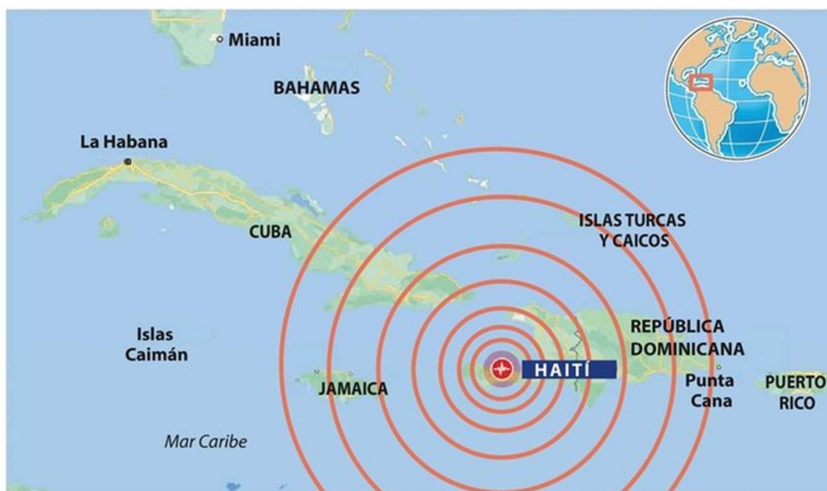 Miami
BAHAMAS
La Habana
CUBA
ISLAS TURCAS
Y CAICOS
Islas
Caimán
REPÚBLICA
DOMINICANA
HAITÍ
JAMAICA
Punta
Cana
PUERTO
RICO
Mar Caribe